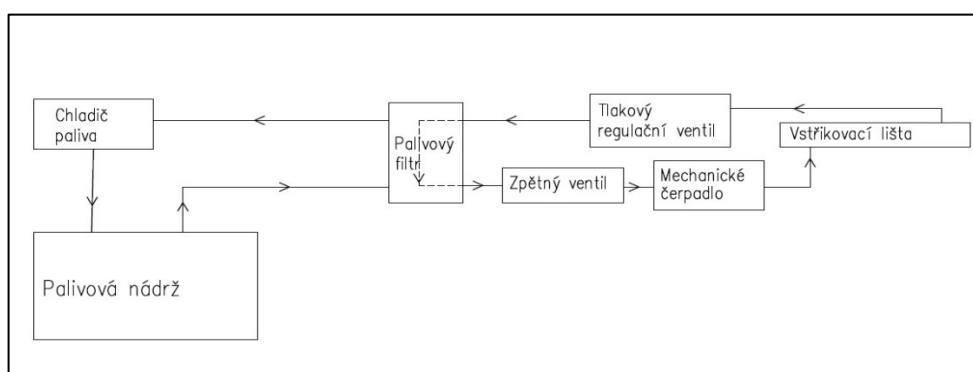 Chladič
paliva
Palivový
filtr
Tlakový
regulační ventil
Vstřikovací lišta
Zpětný ventil
Mechanické
čerpadlo
Palivová nádrž